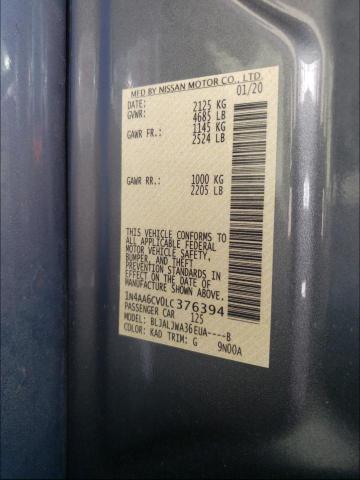 MFD BY NISSAN MOTOR CO., LTD.
DATE: 01/20
GVWR: 2125 KG
4685 LB
GAWR FR.: 1145 KG
2524 LB
GAWR RR.: 1000 KG
2205 LB
THIS VEHICLE CONFORMS TO
ALL APPLICABLE FEDERAL
MOTOR VEHICLE SAFETY,
BUMPER, AND THEFT
PREVENTION STANDARDS IN
EFFECT ON THE DATE OF
MANUFACTURE SHOWN
ABOVE.
1N4AA6CV0LC376394
PASSENGER CAR 125
MODEL: BLJALJWA36EUA----B
COLOR: KAD TRIM: G 9N00A